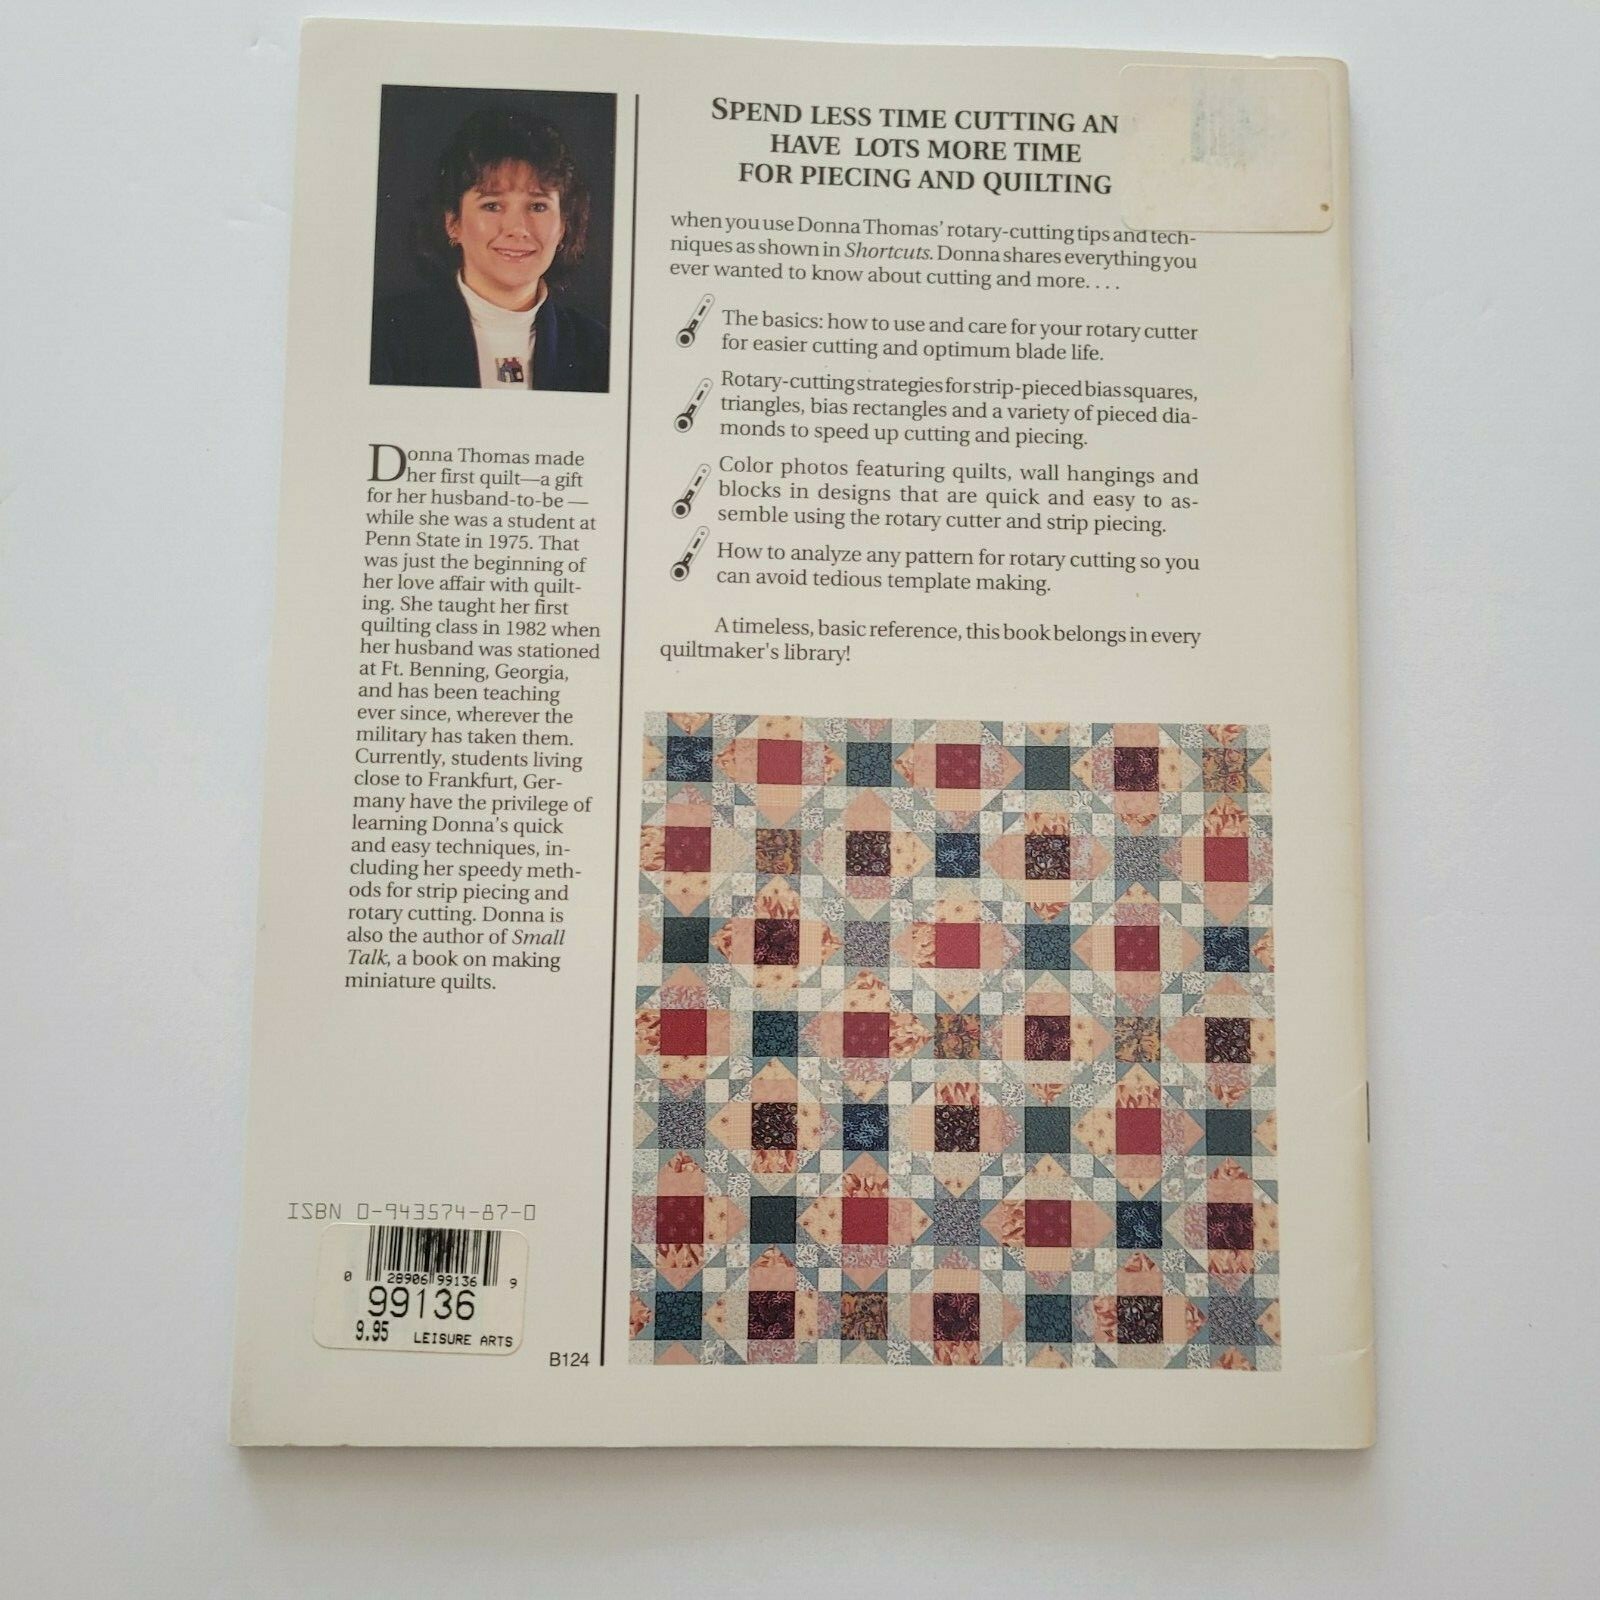 SPEND LESS TIME CUTTING AN
HAVE LOTS MORE TIME
FOR PIECING AND QUILTING
when you use Donna Thomas' rotary-cutting tips and tech-
niques as shown in Shortcuts. Donna shares everything you
ever wanted to know about cutting and more. . . .
The basics: how to use and care for your rotary cutter
for easier cutting and optimum blade life.
Rotary-cutting strategies for strip-pieced bias squares,
triangles, bias rectangles and a variety of pieced dia-
monds to speed up cutting and piecing.
Color photos featuring quilts, wall hangings and
blocks in designs that are quick and easy to as-
semble using the rotary cutter and strip piecing.
How to analyze any pattern for rotary cutting so you
can avoid tedious template making.
A timeless, basic reference, this book belongs in every
quiltmaker's library!
Donna Thomas made
her first quilt—a gift
for her husband-to-be —
while she was a student at
Penn State in 1975. That
was just the beginning of
her love affair with quilt-
ing. She taught her first
quilting class in 1982 when
her husband was stationed
at Ft. Benning, Georgia,
and has been teaching
ever since, wherever the
military has taken them.
Currently, students living
close to Frankfurt, Ger-
many have the privilege of
learning Donna's quick
and easy techniques, in-
cluding her speedy meth-
ods for strip piecing and
rotary cutting. Donna is
also the author of Small
Talk, a book on making
miniature quilts.
ISBN 0-943574-87-0
0 28906 99136 9
99136
9.95 LEISURE ARTS
B124